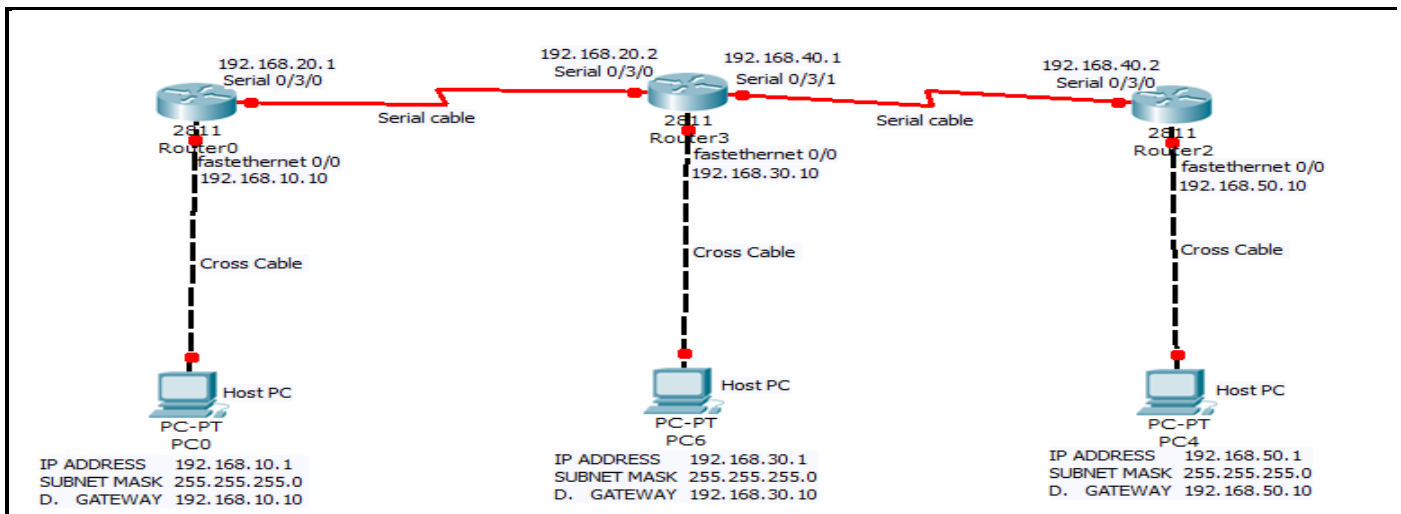 192.168.20.1
Serial 0/3/0
192.168.20.2
Serial 0/3/0
192.168.40.1
Serial 0/3/1
192.168.40.2
Serial 0/3/0
Serial cable
Serial cable
2811
Router0
fastethernet 0/0
192.168.10.10
2811
Router3
fastethernet 0/0
192.168.30.10
2811
Router2
fastethernet 0/0
192.168.50.10
Cross Cable
Cross Cable
Cross Cable
Host PC
Host PC
Host PC
PC-PT
PC0
IP ADDRESS 192.168.10.1
SUBNET MASK 255.255.255.0
D. GATEWAY 192.168.10.10
PC-PT
PC6
IP ADDRESS 192.168.30.1
SUBNET MASK 255.255.255.0
D. GATEWAY 192.168.30.10
PC-PT
PC4
IP ADDRESS 192.168.50.1
SUBNET MASK 255.255.255.0
D. GATEWAY 192.168.50.10